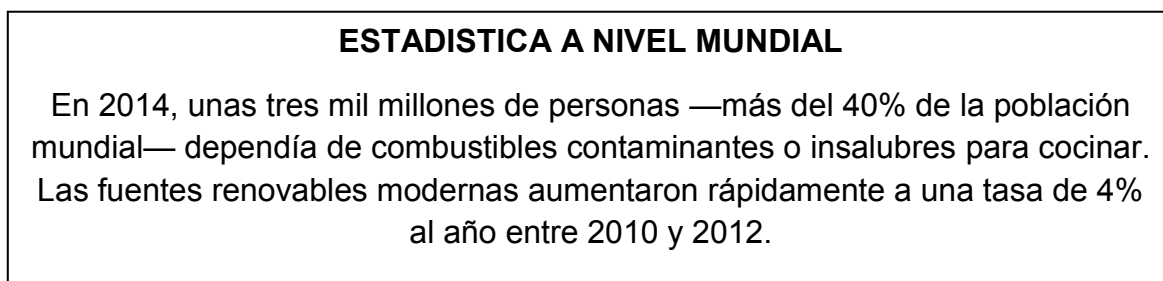 ESTADISTICA A NIVEL MUNDIAL
En 2014, unas tres mil millones de personas —más del 40% de la población
mundial— dependía de combustibles contaminantes o insalubres para cocinar.
Las fuentes renovables modernas aumentaron rápidamente a una tasa de 4%
al año entre 2010 y 2012.